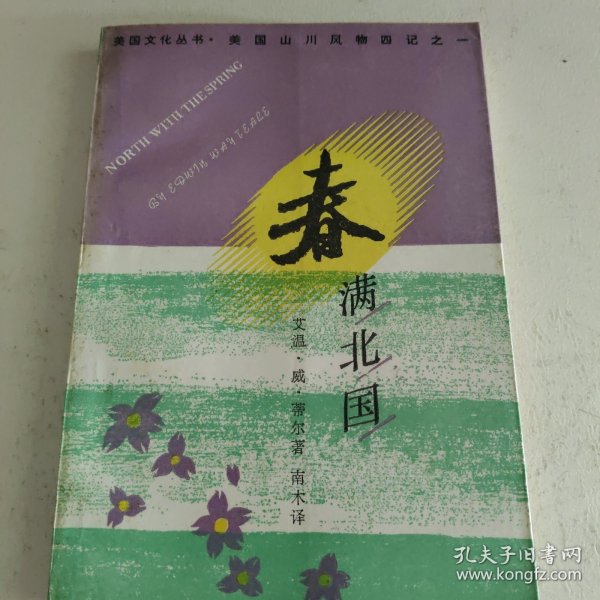 美国文化丛书·美国山川风物四记之一
NORTH WITH THE SPRING
BY EDWIN WAY TEALE
春
满北国
艾温·威·蒂尔著 南木译
孔夫子旧书网
www.kongfz.com